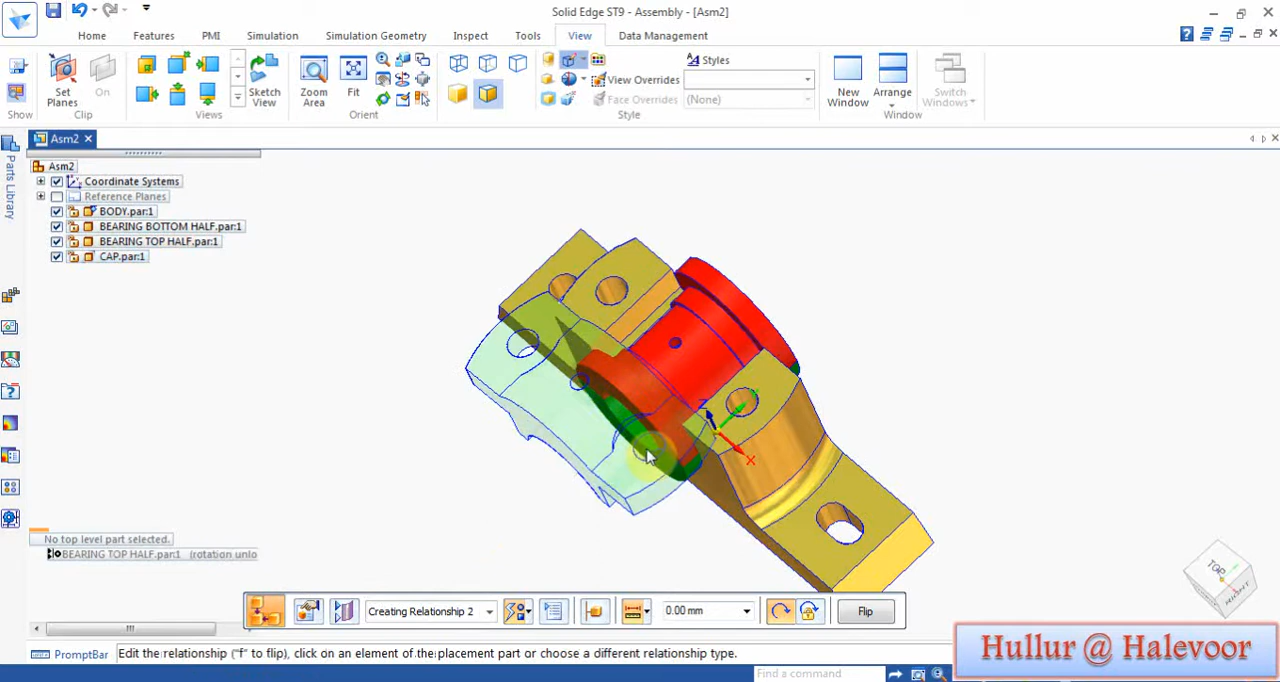 Solid Edge ST9 - Assembly - [Asm2]
Home Features PMI Simulation Simulation Geometry Inspect Tools View Data Management
Set Planes On Sketch View Zoom Area Fit Styles View Overrides Face Overrides (None) New Window Arrange Switch Windows
Show Clip Views Orient Style Window
Asm2
Parts Library
Asm2
Coordinate Systems
Reference Planes
BODY.par:1
BEARING BOTTOM HALF.par:1
BEARING TOP HALF.par:1
CAP.par:1
Z
X
TOP
No top level part selected.
BEARING TOP HALF.par:1 (rotation unlo
Creating Relationship 2 0.00 mm Flip
PromptBar Edit the relationship ("f" to flip), click on an element of the placement part or choose a different relationship type.
Hullur @ Halevoor
Find a command